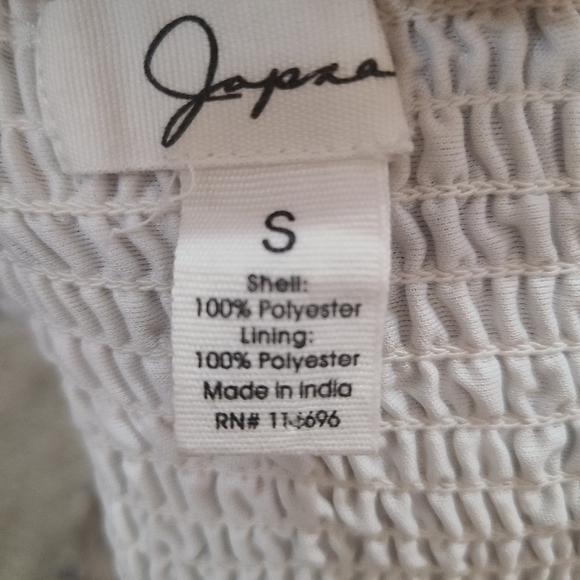 Japna
S
Shell:
100% Polyester
Lining:
100% Polyester
Made in India
RN#